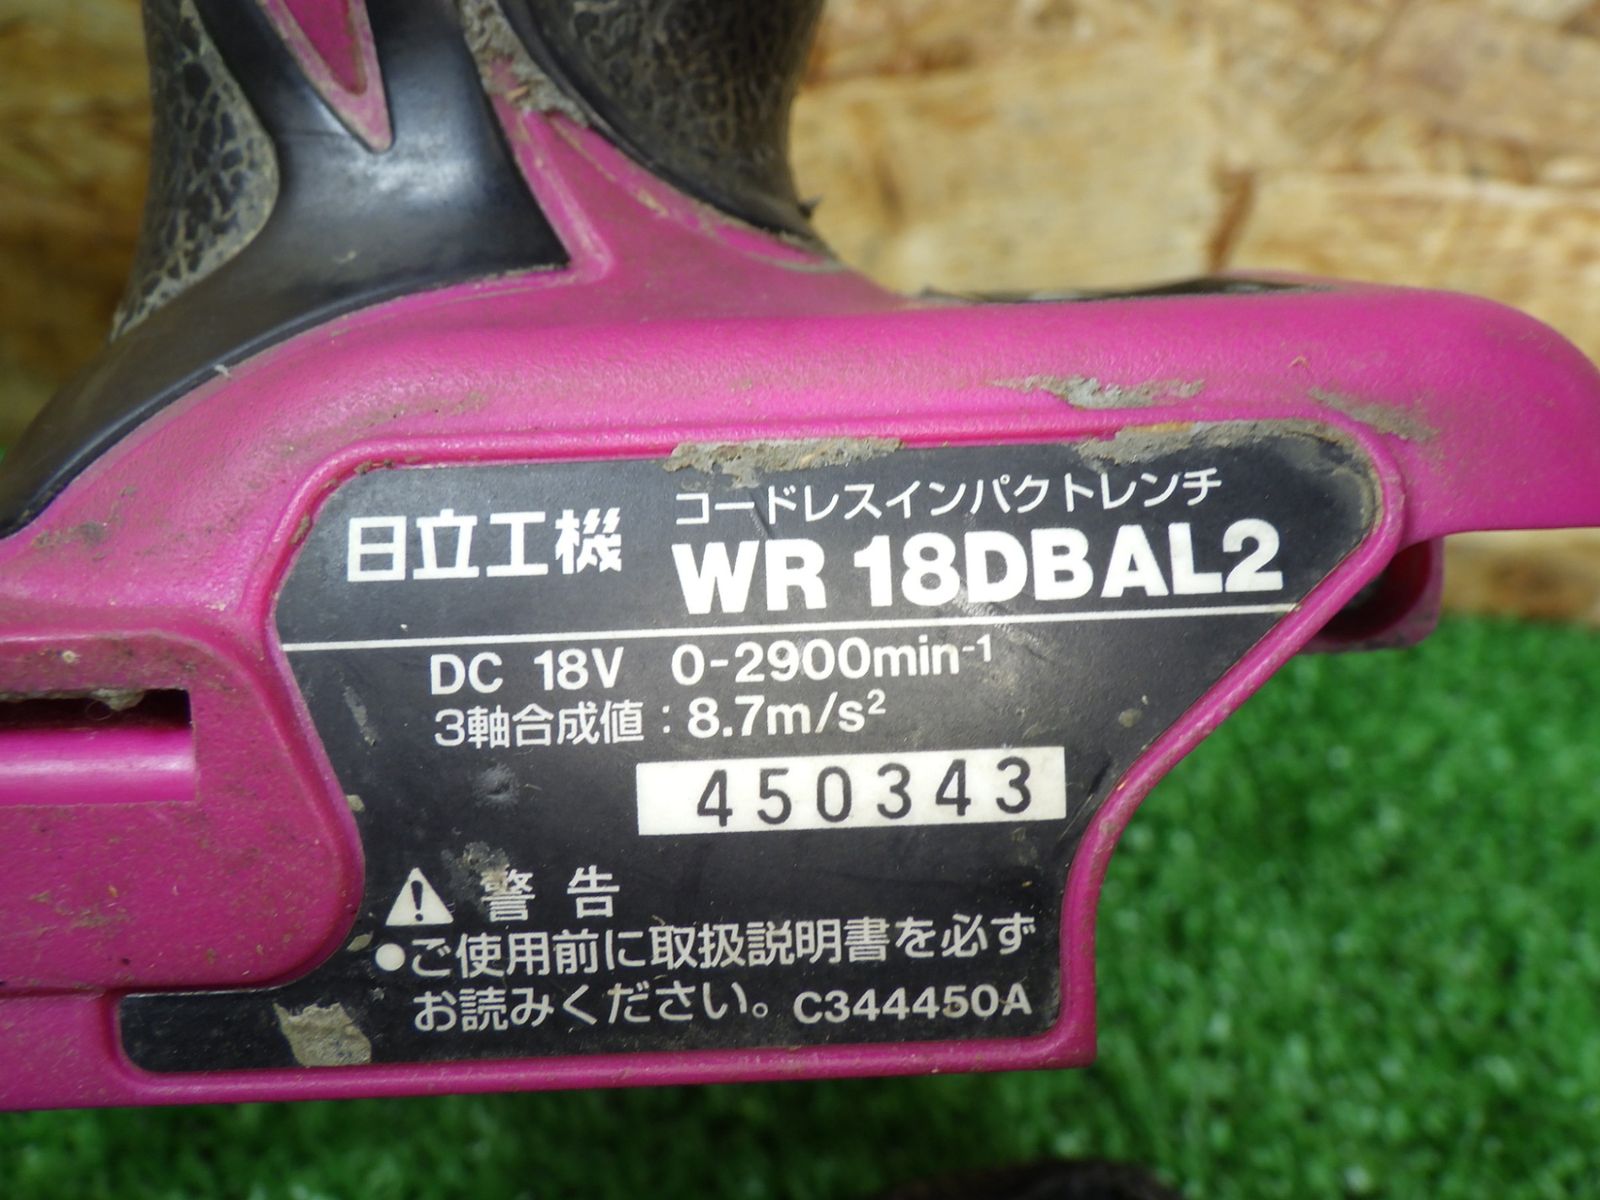 日立工機
コードレスインパクトレンチ
WR 18DBAL2
DC 18V 0-2900min⁻¹
3軸合成値：8.7m/s²
450343
警告
●ご使用前に取扱説明書を必ず
お読みください。 C344450A